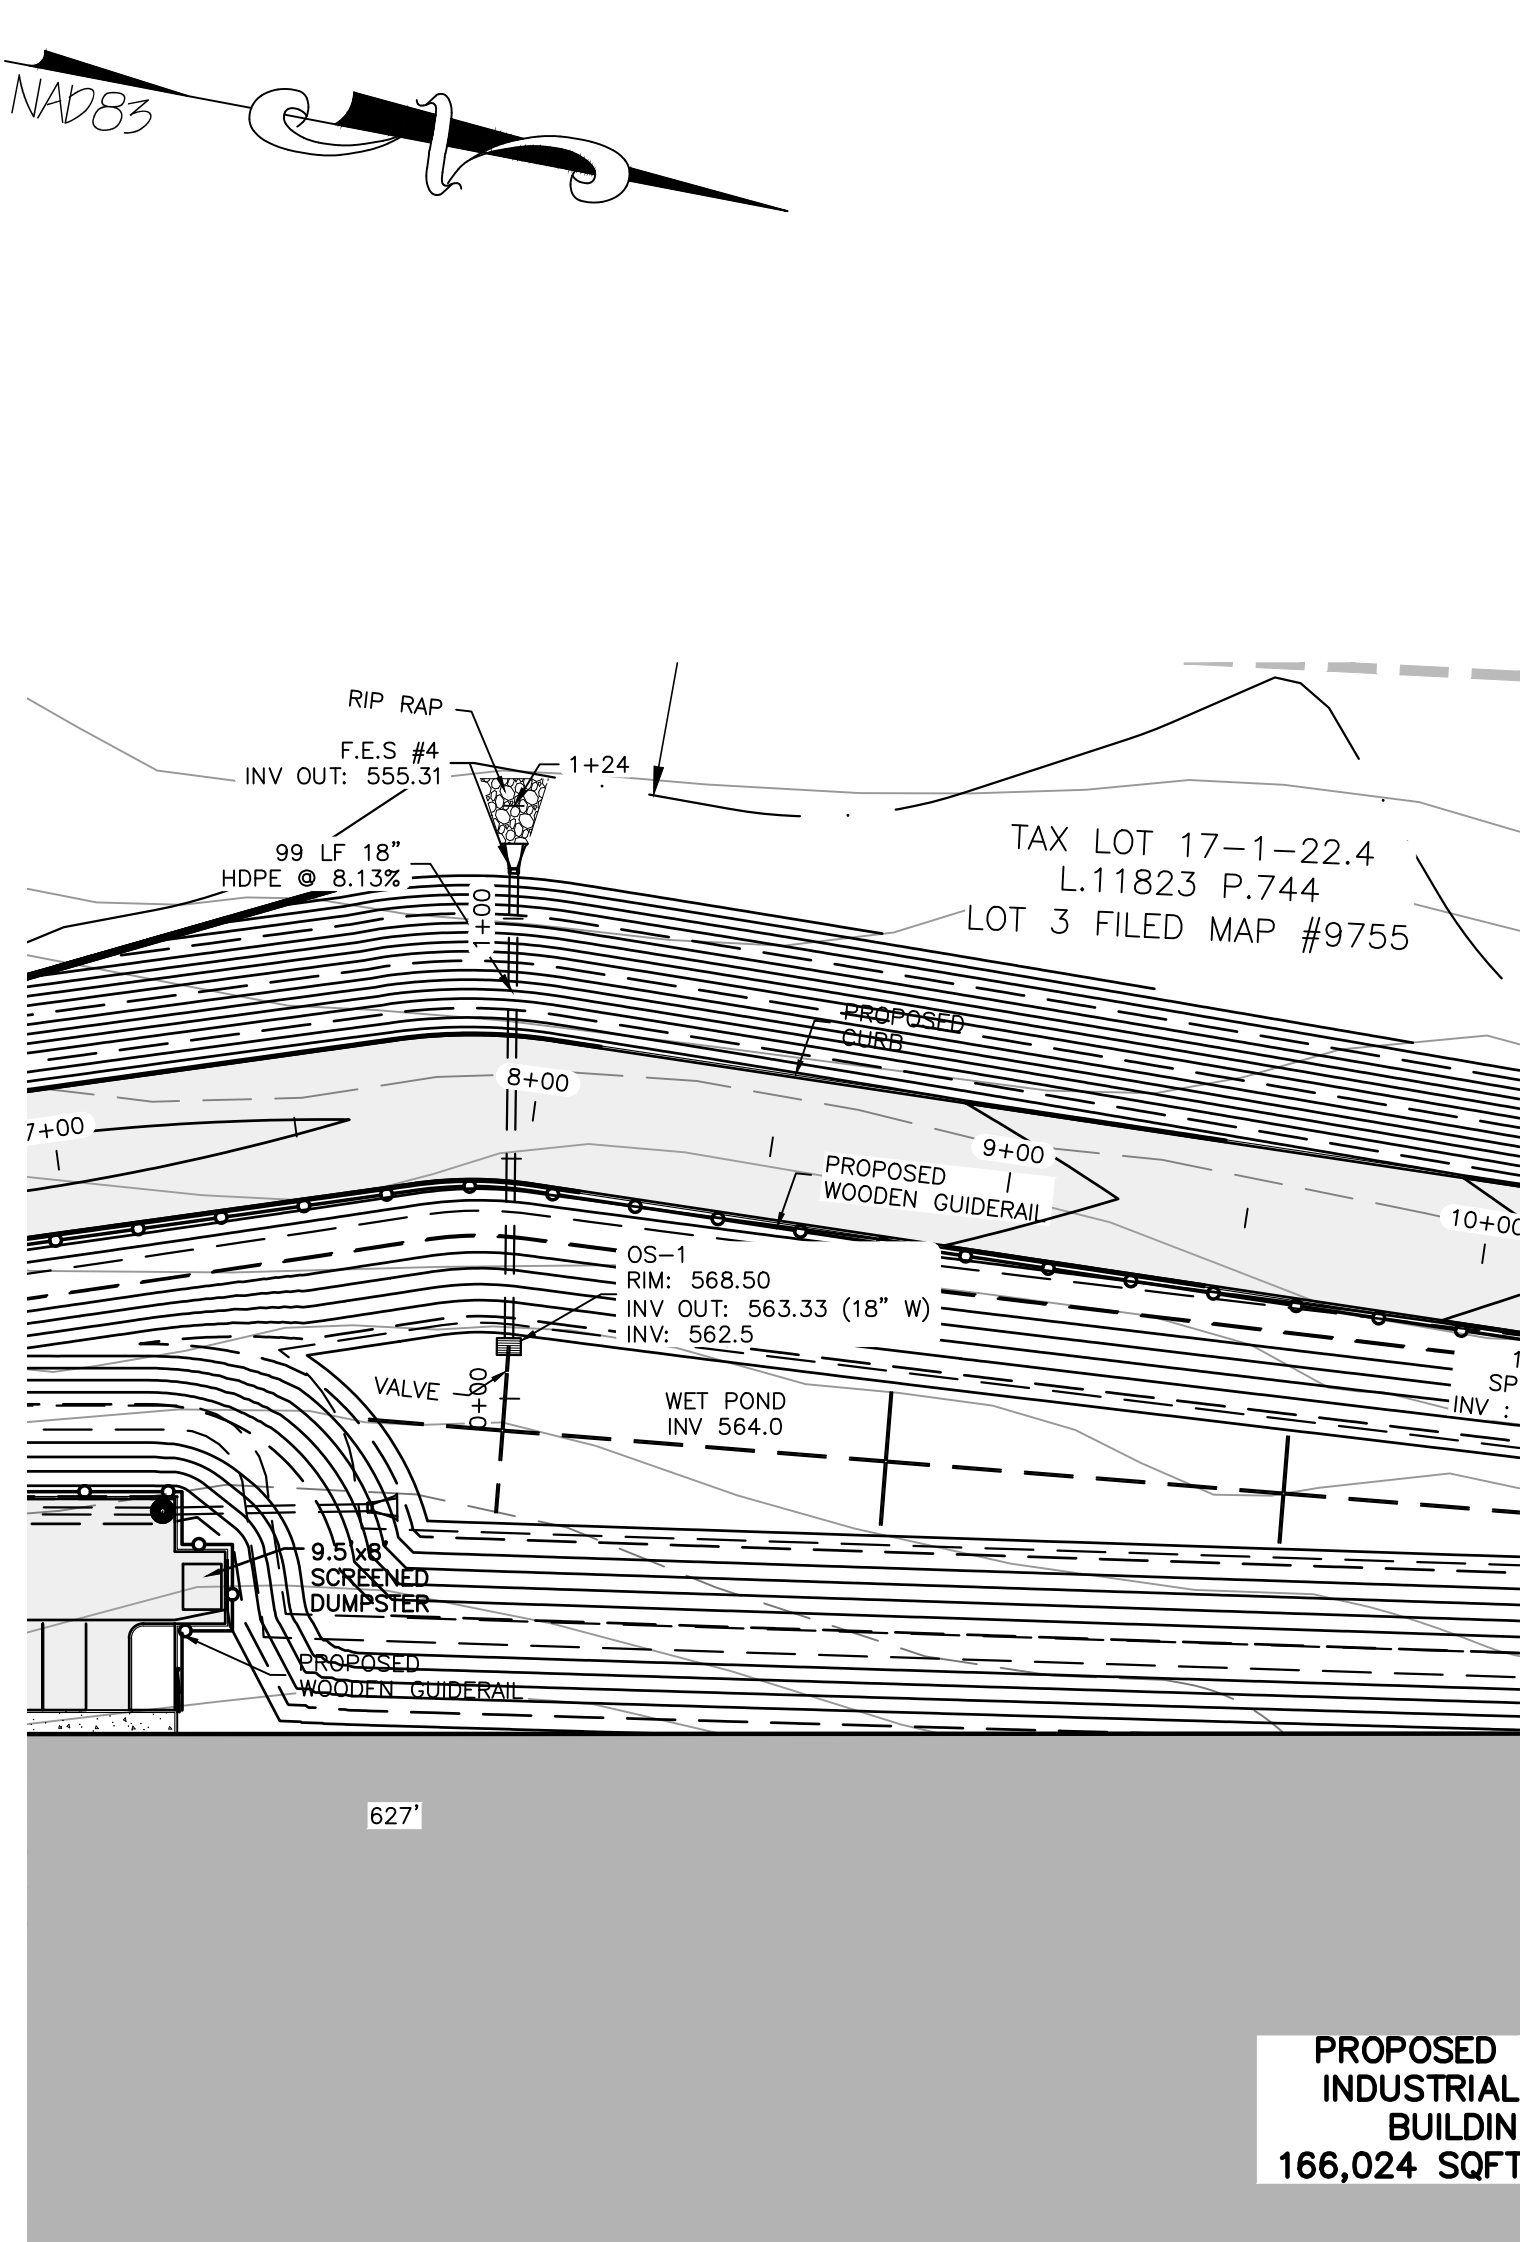 NAD83
RIP RAP
F.E.S #4
INV OUT: 555.31
1+24
99 LF 18”
HDPE @ 8.13%
1+00
TAX LOT 17-1-22.4
L.11823 P.744
LOT 3 FILED MAP #9755
PROPOSED
CURB
8+00
7+00
9+00
PROPOSED
WOODEN GUIDERAIL
10+00
OS-1
RIM: 568.50
INV OUT: 563.33 (18” W)
INV: 562.5
1
SP
INV :
VALVE
0+00
WET POND
INV 564.0
9.5'x8'
SCREENED
DUMPSTER
PROPOSED
WOODEN GUIDERAIL
627’
PROPOSED
INDUSTRIAL
BUILDIN
166,024 SQFT